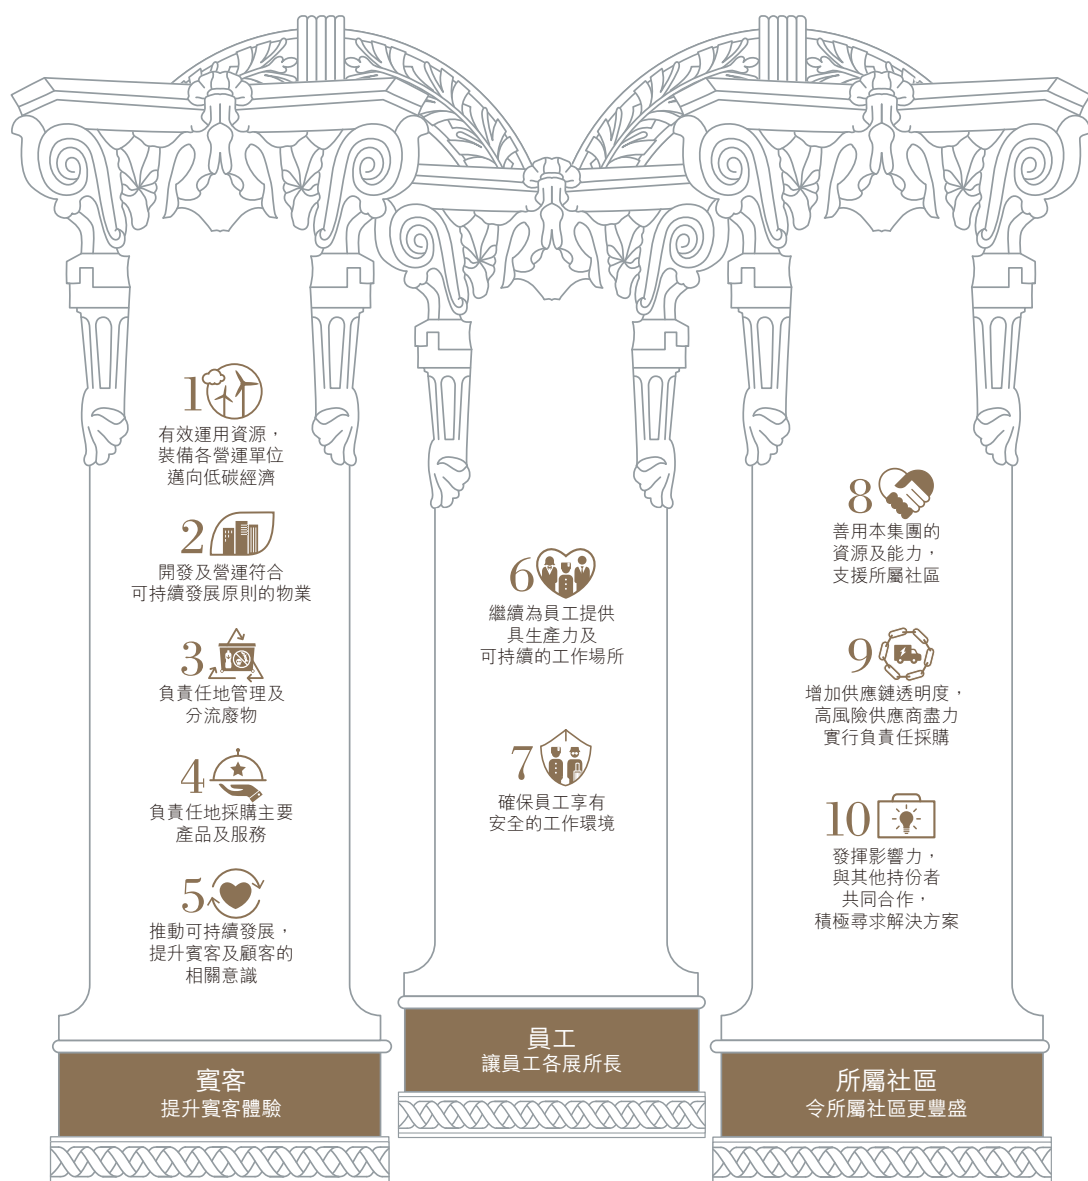 1
有效運用資源，
裝備各營運單位
邁向低碳經濟
2
開發及營運符合
可持續發展原則的物業
3
負責任地管理及
分流廢物
4
負責任地採購主要
產品及服務
5
推動可持續發展，
提升賓客及顧客的
相關意識
賓客
提升賓客體驗
6
繼續為員工提供
具生產力及
可持續的工作場所
7
確保員工享有
安全的工作環境
員工
讓員工各展所長
8
善用本集團的
資源及能力，
支援所屬社區
9
增加供應鏈透明度，
高風險供應商盡力
實行負責任採購
10
發揮影響力，
與其他持份者
共同合作，
積極尋求解決方案
所屬社區
令所屬社區更豐盛